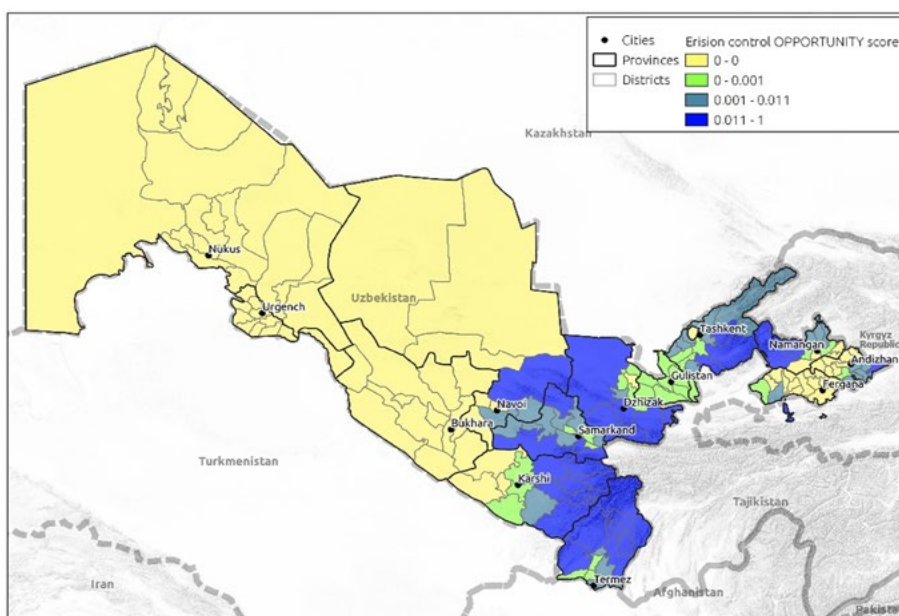 Cities
Provinces
Districts
Erision control OPPORTUNITY score
0 - 0
0 - 0.001
0.001 - 0.011
0.011 - 1
Kazakhstan
Nukus
Urgench
Uzbekistan
Tashkent
Namangan
Kyrgyz
Republic
Andizhan
Gulistan
Fergana
Dzhizak
Navoi
Bukhara
Samarkand
Turkmenistan
Karshi
Tajikistan
Termez
Iran
Afghanistan
Pakistan